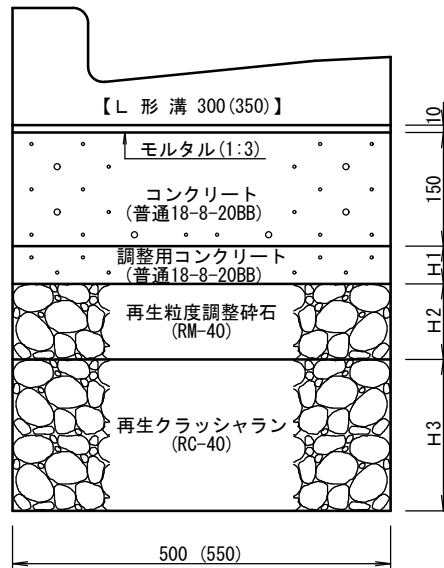 【L 形 溝 300(350)】
10
モルタル(1:3)
150
コンクリート
(普通18-8-20BB)
調整用コンクリート
(普通18-8-20BB)
H1
再生粒度調整砕石
(RM-40)
H2
再生クラッシャラン
(RC-40)
H3
500 (550)